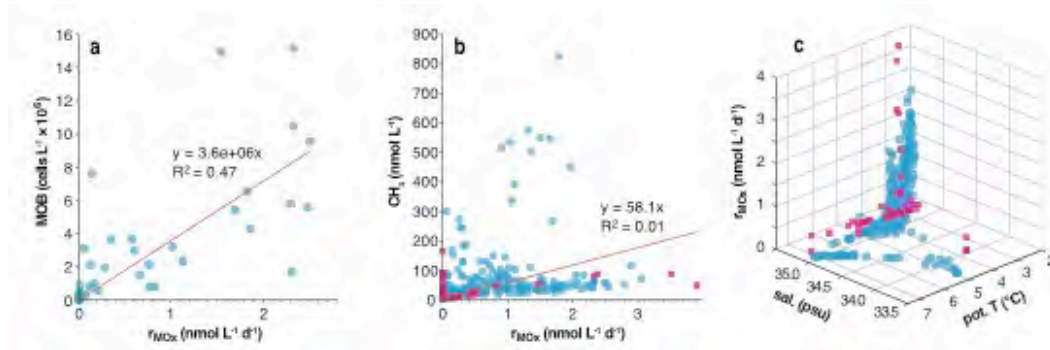 a
MOB (cells L⁻¹ × 10⁶)
16
14
12
10
8
6
4
2
0
y = 3.6e+06x
R² = 0.47
0 1 2
rMOx (nmol L⁻¹ d⁻¹)
b
CH₄ (nmol L⁻¹)
900
800
700
600
500
400
300
200
100
0
y = 58.1x
R² = 0.01
0 1 2 3
rMOx (nmol L⁻¹ d⁻¹)
c
rMOx (nmol L⁻¹ d⁻¹)
4
3
2
1
0
35.0 34.5 34.0 33.5
sal. (psu)
7 6 5 4 3 2
pot. T (°C)